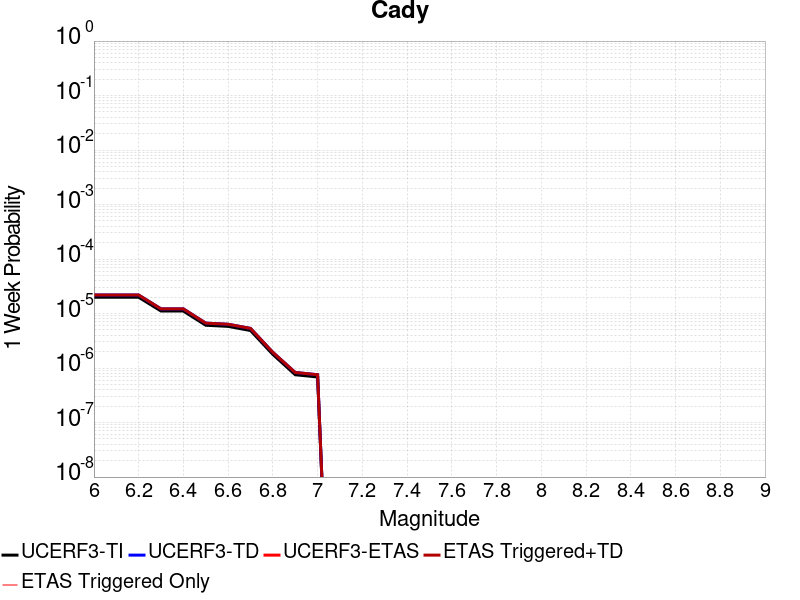 Cady
1 Week Probability
10^0
10^-1
10^-2
10^-3
10^-4
10^-5
10^-6
10^-7
10^-8
6 6.2 6.4 6.6 6.8 7 7.2 7.4 7.6 7.8 8 8.2 8.4 8.6 8.8 9
Magnitude
UCERF3-TI UCERF3-TD UCERF3-ETAS ETAS Triggered+TD
ETAS Triggered Only